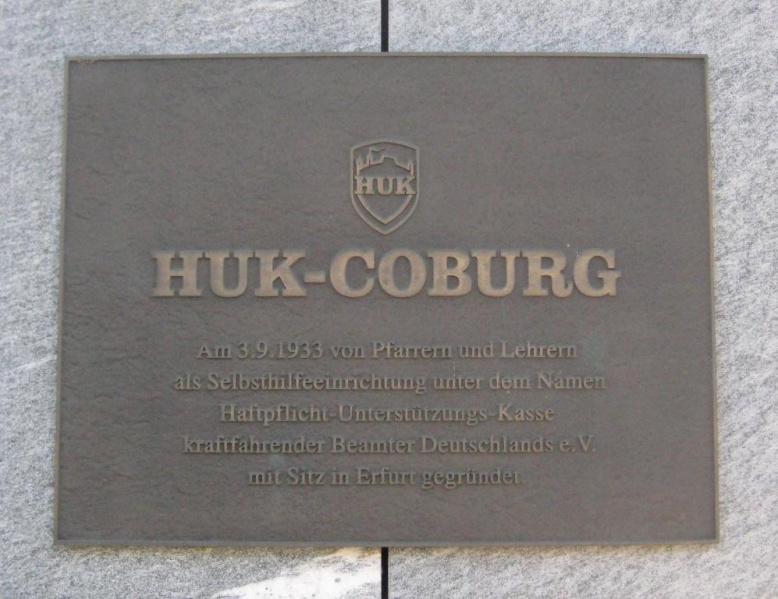 HUK
HUK-COBURG
Am 3.9.1933 von Pfarrern und Lehrern
als Selbsthilfeeinrichtung unter dem Namen
Haftpflicht-Unterstützungs-Kasse
kraftfahrender Beamter Deutschlands e.V.
mit Sitz in Erfurt gegründet